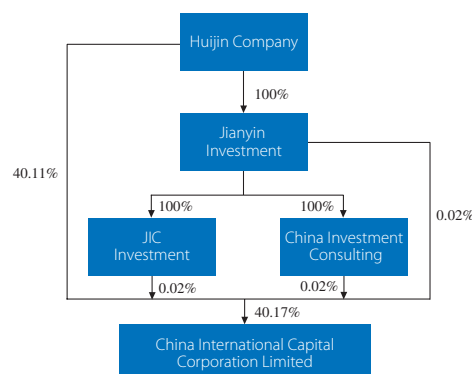 Huijin Company
100%
Jianyin
Investment
40.11%
0.02%
100%
100%
JIC
Investment
China Investment
Consulting
0.02%
0.02%
40.17%
China International Capital
Corporation Limited